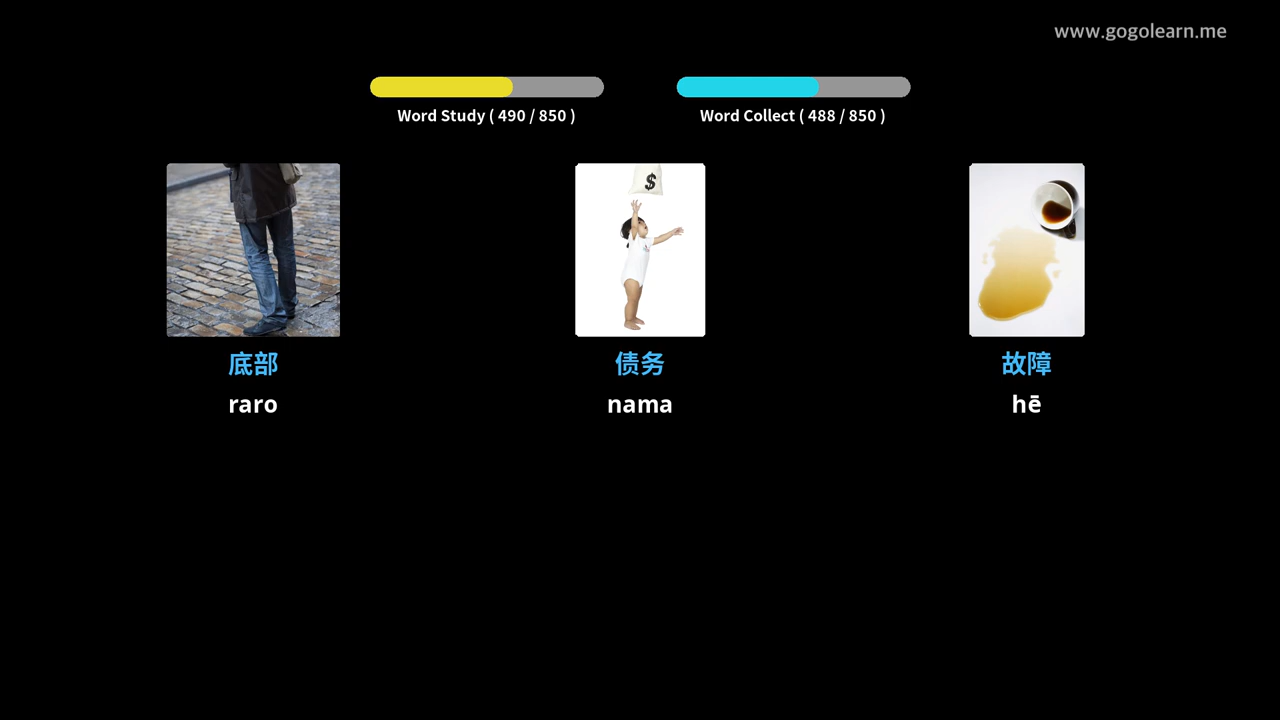 www.gogolearn.me
Word Study ( 490 / 850 )
Word Collect ( 488 / 850 )
$
底部
债务
故障
raro
nama
hē